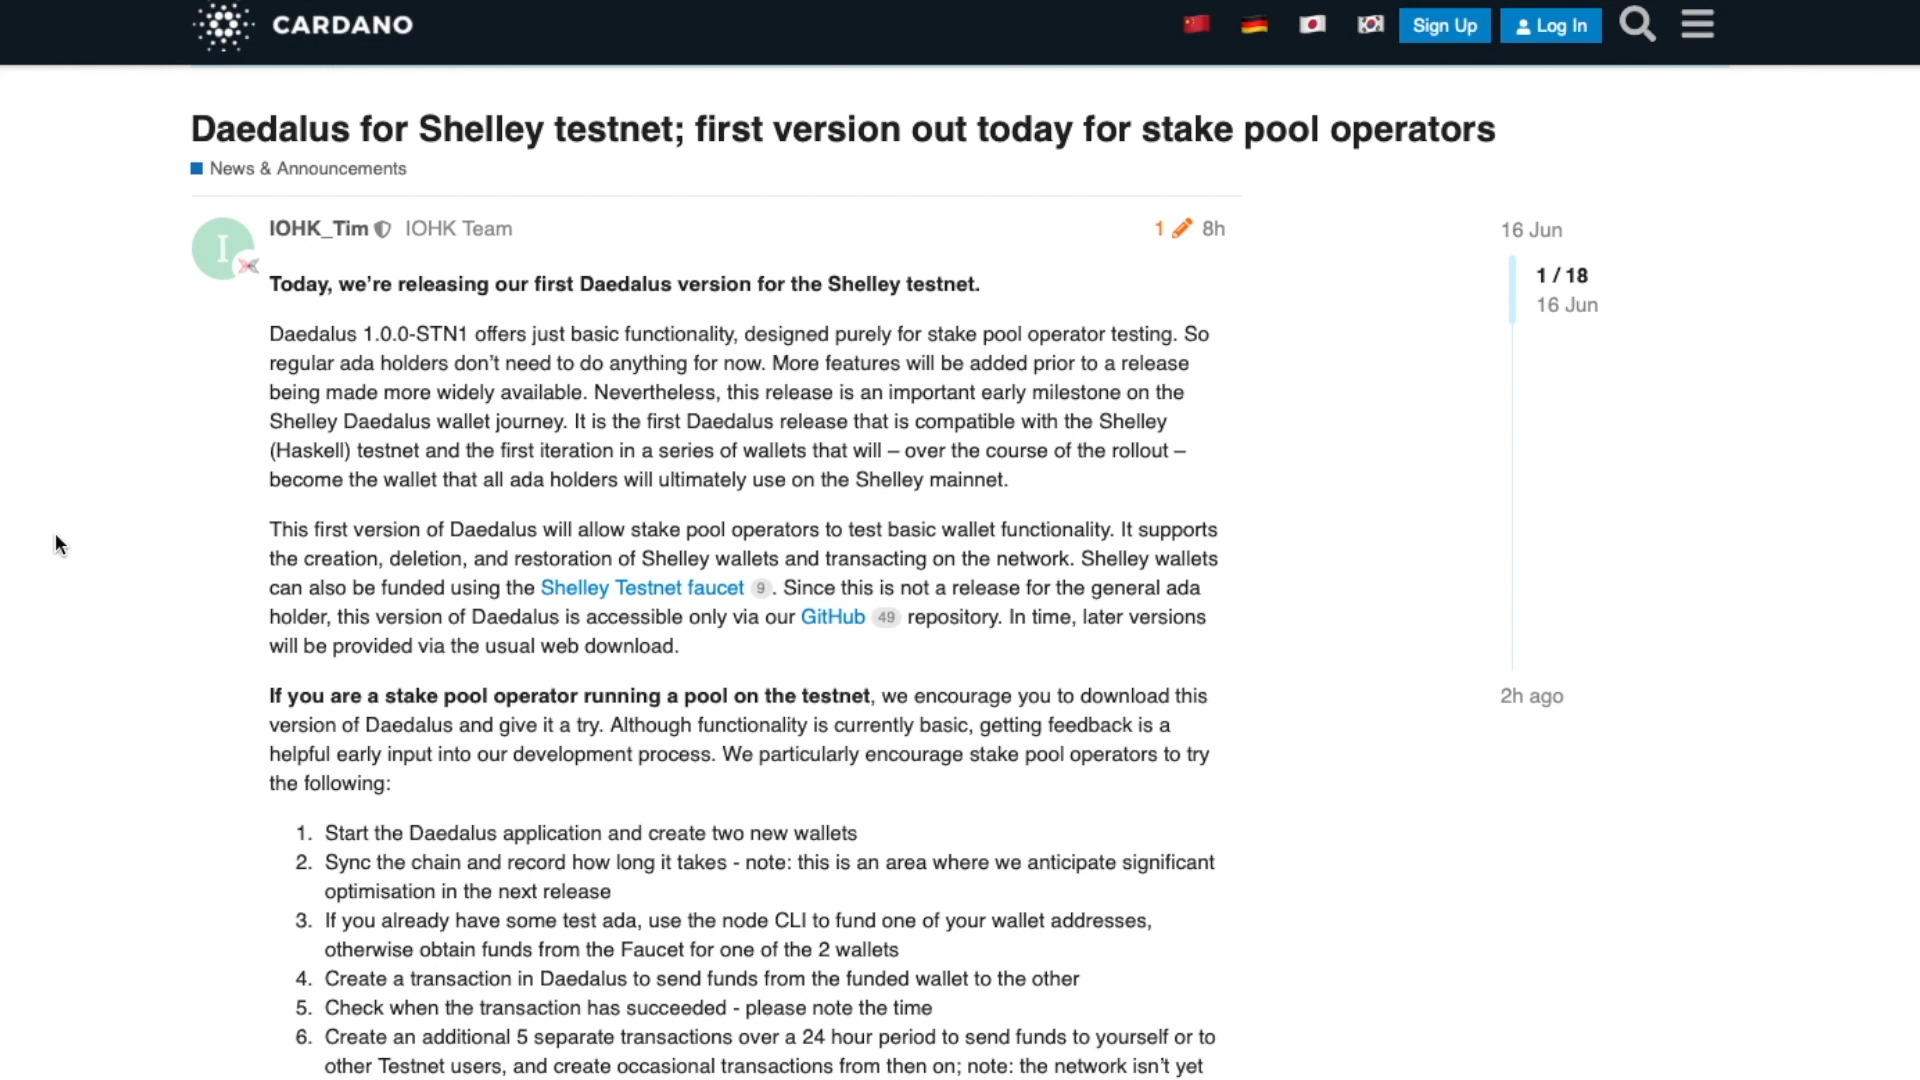 CARDANO
Sign Up
Log In
Daedalus for Shelley testnet; first version out today for stake pool operators
News & Announcements
I
IOHK_Tim IOHK Team
1 8h
Today, we’re releasing our first Daedalus version for the Shelley testnet.
Daedalus 1.0.0-STN1 offers just basic functionality, designed purely for stake pool operator testing. So
regular ada holders don’t need to do anything for now. More features will be added prior to a release
being made more widely available. Nevertheless, this release is an important early milestone on the
Shelley Daedalus wallet journey. It is the first Daedalus release that is compatible with the Shelley
(Haskell) testnet and the first iteration in a series of wallets that will – over the course of the rollout –
become the wallet that all ada holders will ultimately use on the Shelley mainnet.
This first version of Daedalus will allow stake pool operators to test basic wallet functionality. It supports
the creation, deletion, and restoration of Shelley wallets and transacting on the network. Shelley wallets
can also be funded using the Shelley Testnet faucet 9. Since this is not a release for the general ada
holder, this version of Daedalus is accessible only via our GitHub 49 repository. In time, later versions
will be provided via the usual web download.
If you are a stake pool operator running a pool on the testnet, we encourage you to download this
version of Daedalus and give it a try. Although functionality is currently basic, getting feedback is a
helpful early input into our development process. We particularly encourage stake pool operators to try
the following:
1. Start the Daedalus application and create two new wallets
2. Sync the chain and record how long it takes - note: this is an area where we anticipate significant
optimisation in the next release
3. If you already have some test ada, use the node CLI to fund one of your wallet addresses,
otherwise obtain funds from the Faucet for one of the 2 wallets
4. Create a transaction in Daedalus to send funds from the funded wallet to the other
5. Check when the transaction has succeeded - please note the time
6. Create an additional 5 separate transactions over a 24 hour period to send funds to yourself or to
other Testnet users, and create occasional transactions from then on; note: the network isn’t yet
16 Jun
1 / 18
16 Jun
2h ago